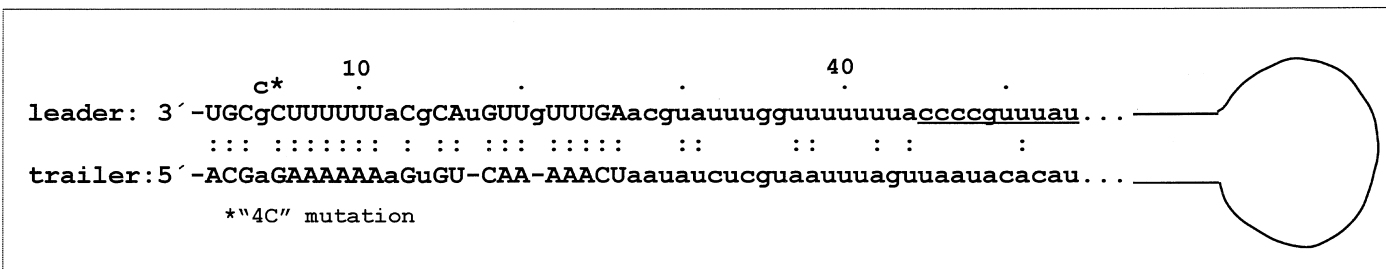 c* 10 . . 40 .
leader: 3´-UGCgCUUUUUUaCgCAuGUUgUUUGAacguauuugguuuuuuuaccccguuuau...
::: ::::::: : :: ::: ::::: :: :: : : :
trailer:5´-ACGaGAAAAAAaGuGU-CAA-AAACUaauaucucguaauuuaguuaauacacau...
*"4C" mutation